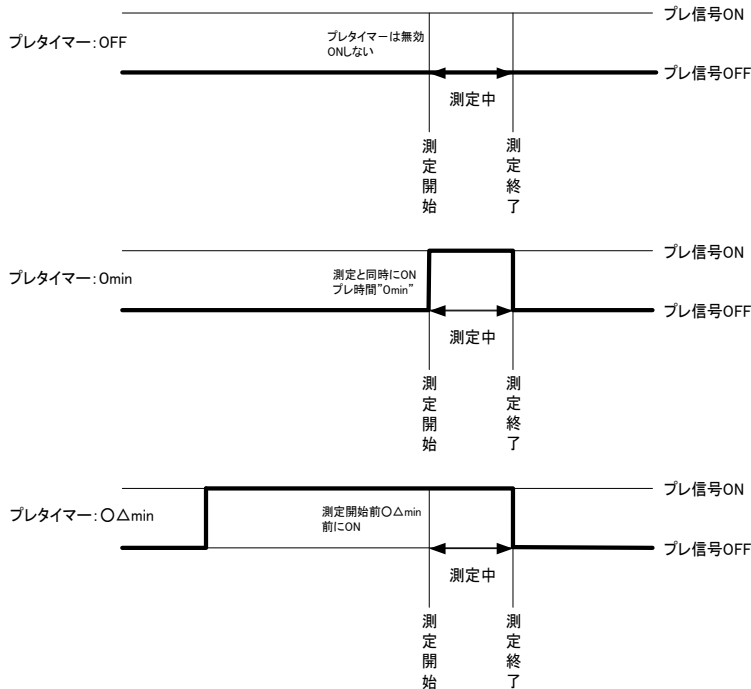 プレ信号ON
プレタイマー:OFF
プレタイマーは無効
ONしない
プレ信号OFF
測定中
測定開始
測定終了
プレ信号ON
プレタイマー:0min
測定と同時にON
プレ時間"0min"
プレ信号OFF
測定中
測定開始
測定終了
プレ信号ON
プレタイマー:○△min
測定開始前○△min
前にON
プレ信号OFF
測定中
測定開始
測定終了